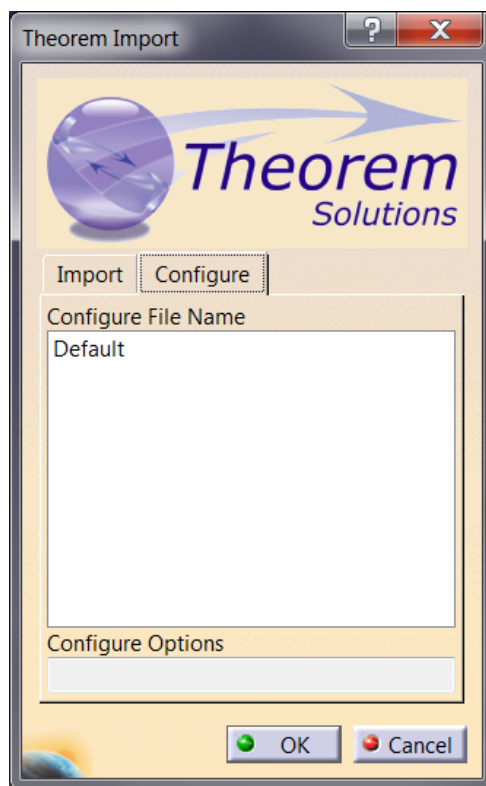 Theorem Import
?
X
Theorem
Solutions
Import Configure
Configure File Name
Default
Configure Options
OK Cancel